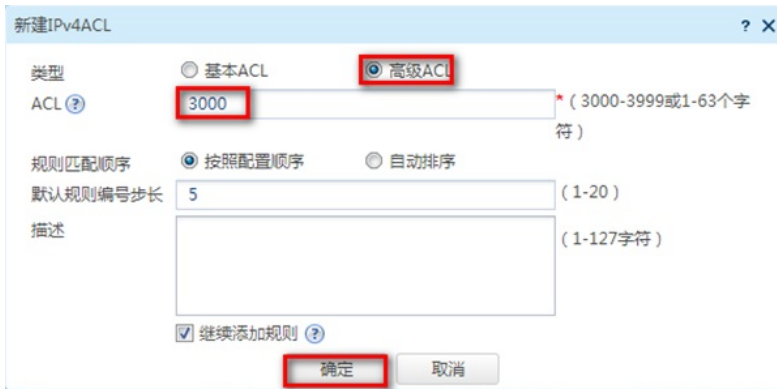 新建IPv4ACL ? X
类型 基本ACL 高级ACL
ACL ? 3000 * ( 3000-3999或1-63个字
符 )
规则匹配顺序 按照配置顺序 自动排序
默认规则编号步长 5 ( 1-20 )
描述 ( 1-127字符 )
继续添加规则 ?
确定 取消